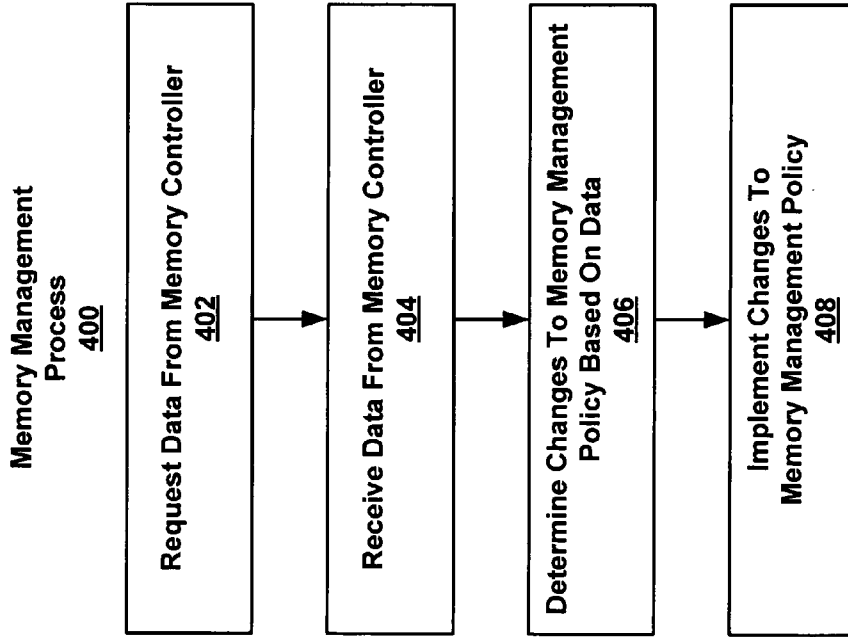 Memory Management
Process
400
Request Data From Memory Controller
402
Receive Data From Memory Controller
404
Determine Changes To Memory Management
Policy Based On Data
406
Implement Changes To
Memory Management Policy
408